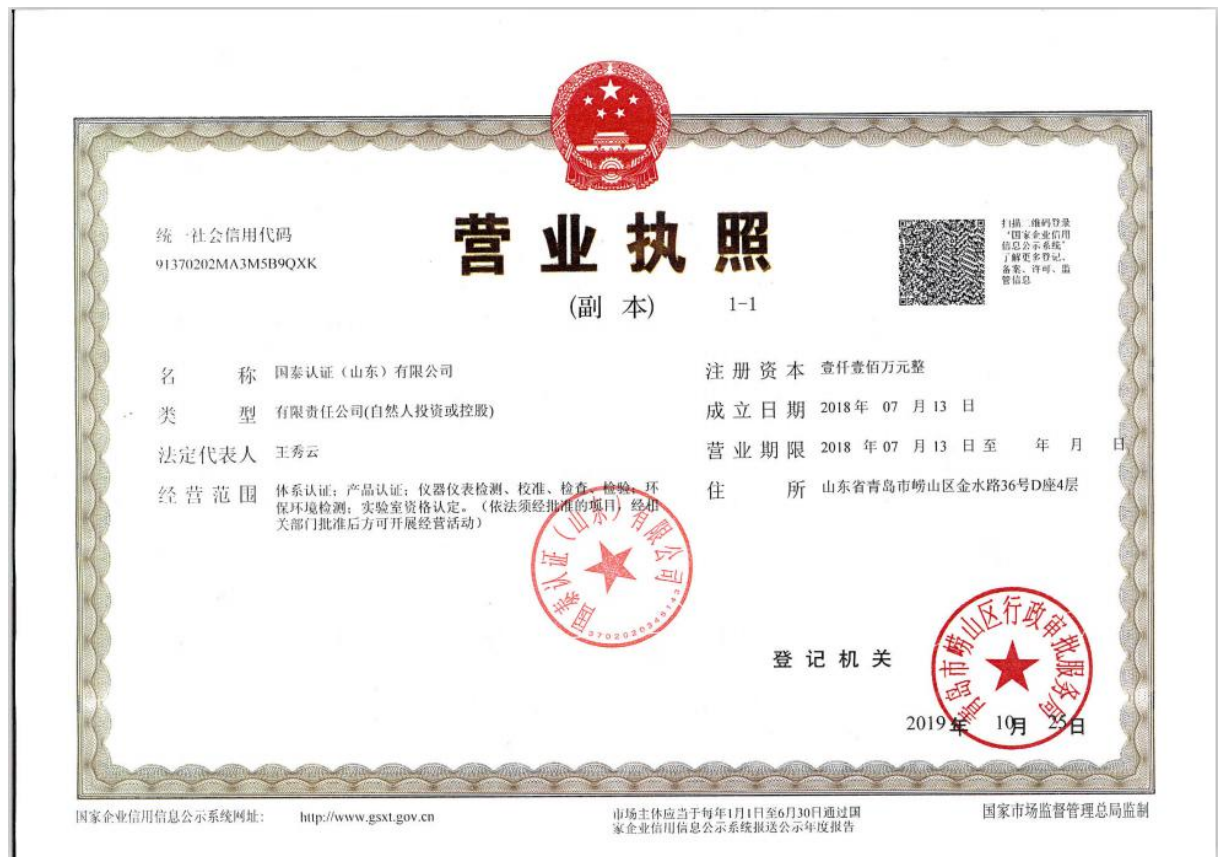 统一社会信用代码
91370202MA3M5B9QXK
营业执照
(副 本) 1-1
扫描二维码登录
“国家企业信用
信息公示系统”
了解更多登记、
备案、许可、监
管信息
名 称 国泰认证（山东）有限公司
类 型 有限责任公司(自然人投资或控股)
法定代表人 王秀云
经营范围 体系认证；产品认证；仪器仪表检测、校准、检查、检验；环
保环境检测；实验室资格认定。（依法须经批准的项目，经相
关部门批准后方可开展经营活动）
注册资本 壹仟壹佰万元整
成立日期 2018年 07 月 13 日
营业期限 2018 年 07 月 13 日至 年 月 日
住 所 山东省青岛市崂山区金水路36号D座4层
国泰认证（山东）有限公司
登记机关
青岛市崂山区行政审批服务局
2019年 10月 25日
国家企业信用信息公示系统网址： http://www.gsxt.gov.cn
市场主体应当于每年1月1日至6月30日通过国
家企业信用信息公示系统报送公示年度报告
国家市场监督管理总局监制